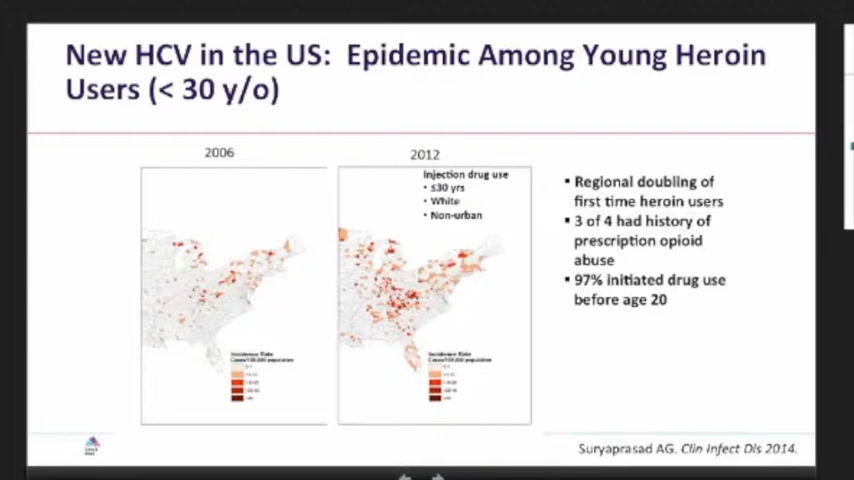 New HCV in the US: Epidemic Among Young Heroin
Users (< 30 y/o)
2006
2012
Injection drug use
• ≤30 yrs
• White
• Non-urban
▪ Regional doubling of
first time heroin users
▪ 3 of 4 had history of
prescription opioid
abuse
▪ 97% initiated drug use
before age 20
Incidence Rate
Cases/100,000 population
Incidence Rate
Cases/100,000 population
Suryaprasad AG. Clin Infect Dis 2014.